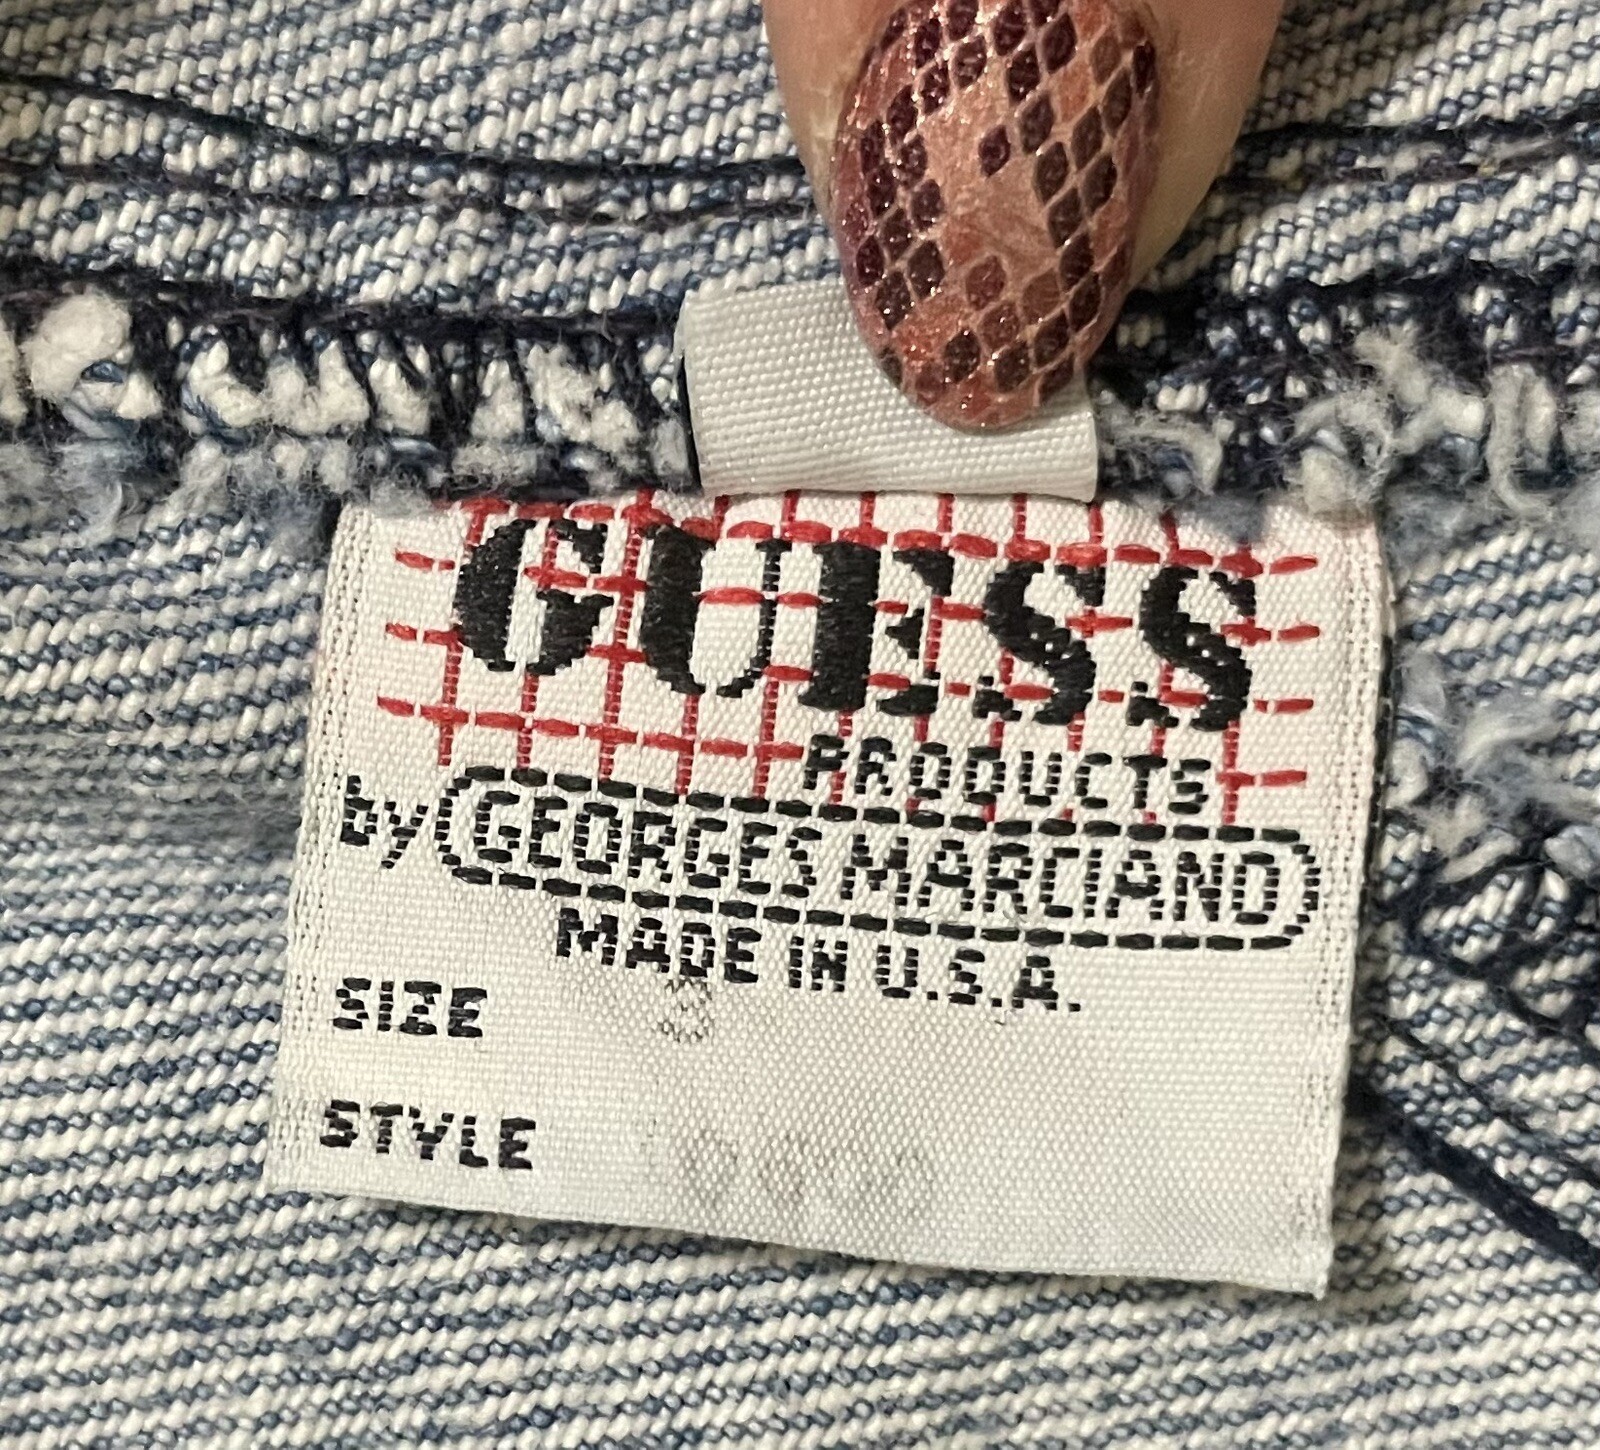 GUESS
PRODUCTS
by GEORGES MARCIANO
MADE IN U.S.A.
SIZE
STYLE